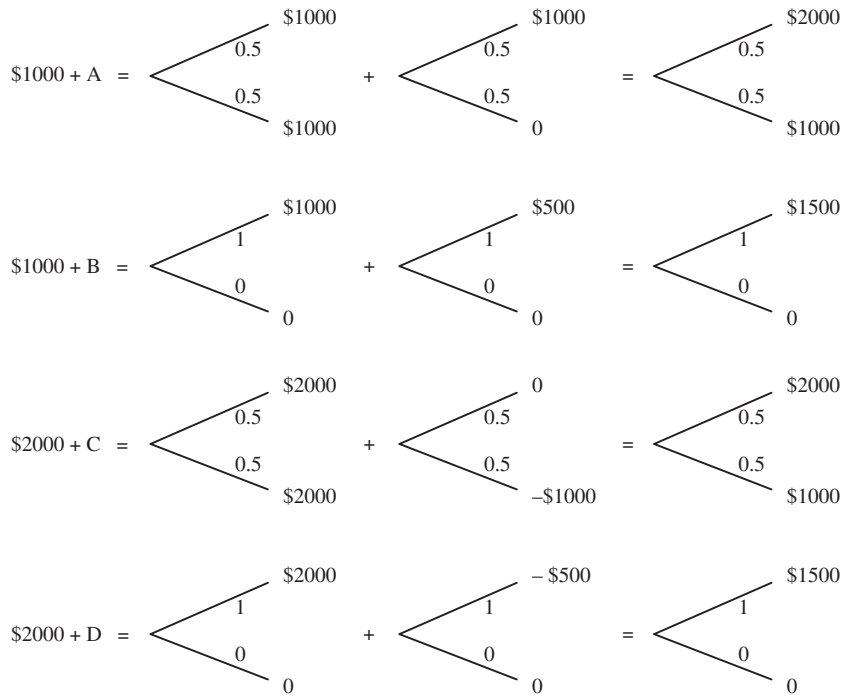 $1000 $1000 $2000
0.5 0.5 0.5
$1000 + A = + =
0.5 0.5 0.5
$1000 0 $1000
$1000 $500 $1500
1 1 1
$1000 + B = + =
0 0 0
0 0 0
$2000 0 $2000
0.5 0.5 0.5
$2000 + C = + =
0.5 0.5 0.5
$2000 –$1000 $1000
$2000 – $500 $1500
1 1 1
$2000 + D = + =
0 0 0
0 0 0